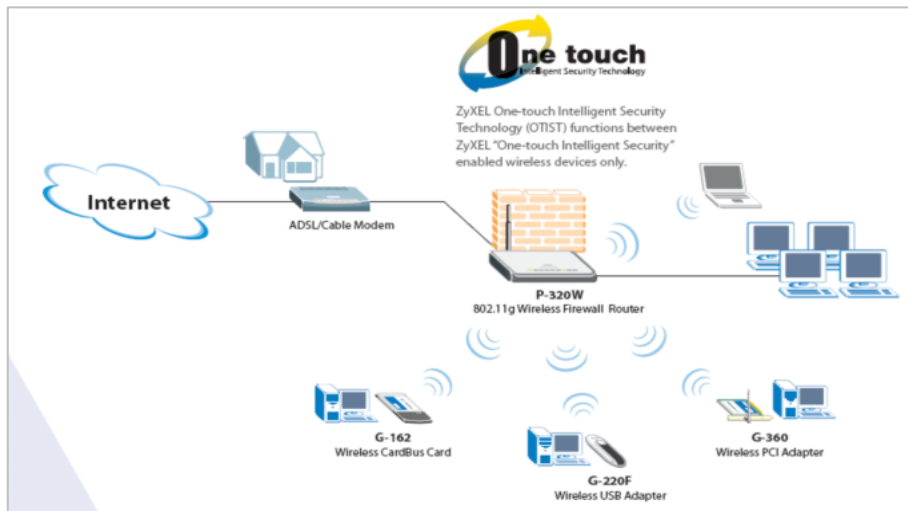 One touch
Intelligent Security Technology
ZyXEL One-touch Intelligent Security
Technology (OTIST) functions between
ZyXEL "One-touch Intelligent Security"
enabled wireless devices only.
Internet
ADSL/Cable Modem
P-320W
802.11g Wireless Firewall Router
G-162
Wireless CardBus Card
G-220F
Wireless USB Adapter
G-360
Wireless PCI Adapter